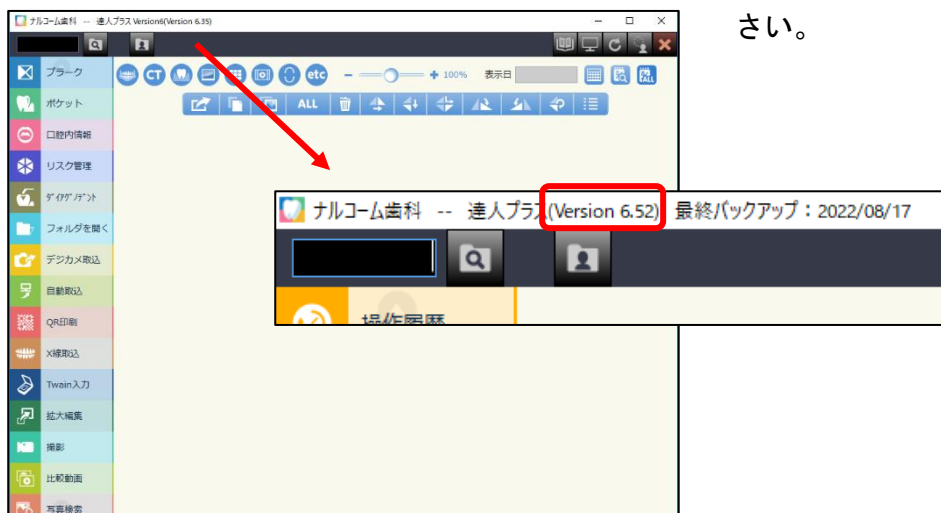 さい。
ナルコーム歯科 -- 達人プラス Version6(Version 6.35)
プラーク
CT
etc
- + 100% 表示日
ALL
ポケット
ALL
口腔内情報
リスク管理
ﾀﾞｲｱｸﾞﾉﾃﾞﾝﾄ
フォルダを開く
デジカメ取込
自動取込
QR印刷
X線取込
Twain入力
拡大編集
撮影
比較動画
写真検索
ナルコーム歯科 -- 達人プラス(Version 6.52) 最終バックアップ：2022/08/17
操作履歴